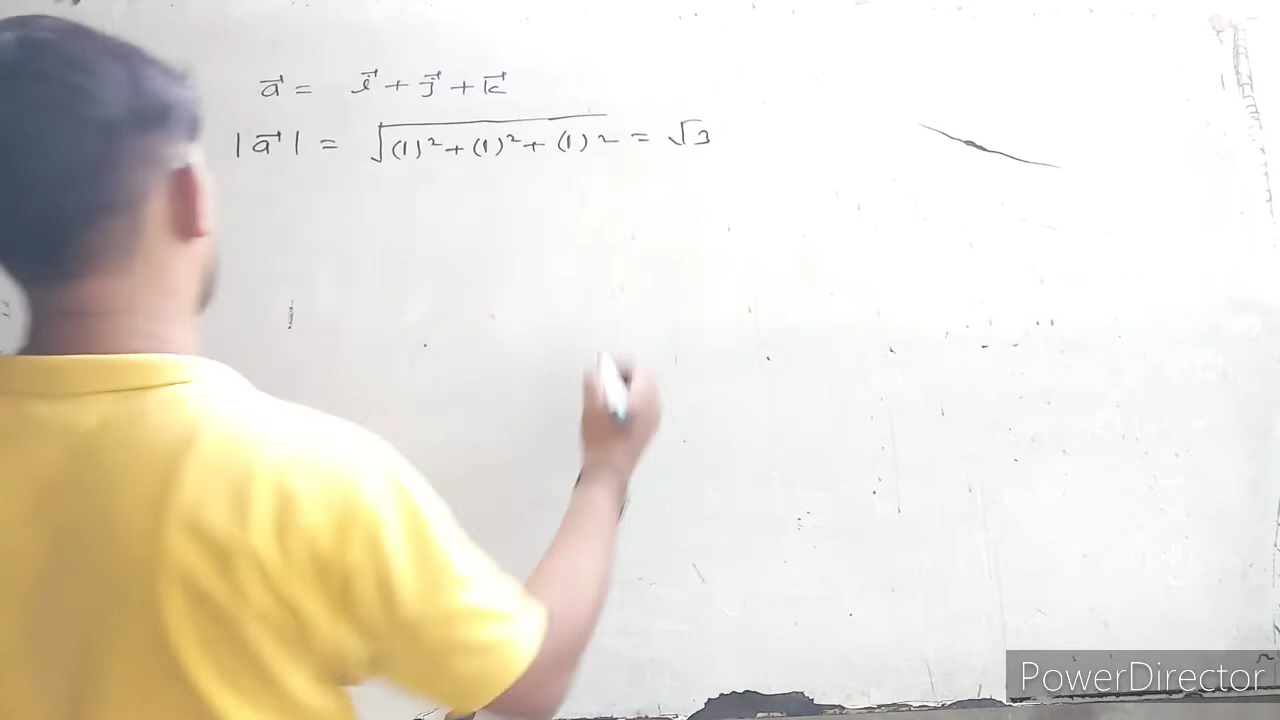 a⃗ = i⃗ + j⃗ + k⃗
|a⃗| = √(1)² + (1)² + (1)² = √3
PowerDirector